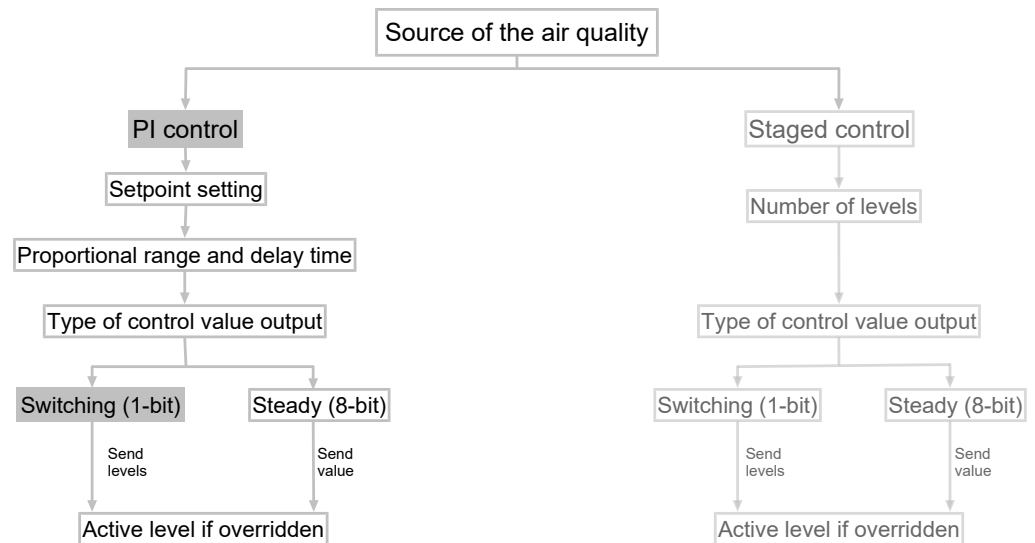 Source of the air quality
PI control
Staged control
Setpoint setting
Number of levels
Proportional range and delay time
Type of control value output
Type of control value output
Switching (1-bit)
Steady (8-bit)
Switching (1-bit)
Steady (8-bit)
Send
levels
Send
value
Send
levels
Send
value
Active level if overridden
Active level if overridden